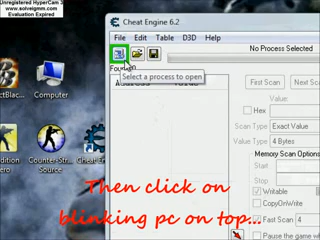 Unregistered HyperCam 3
www.solveigmm.com
Evaluation Expired
Cheat Engine 6.2
File Edit Table D3D Help
No Process Selected
Select a process to open
Computer
First Scan
Next Scan
Value:
Hex
Scan Type Exact Value
Value Type 4 Bytes
Memory Scan Options
Counter-Strike
Source
Writable
CopyOnWrite
Fast Scan 4
Pause the game
Then click on
blinking pc on top...